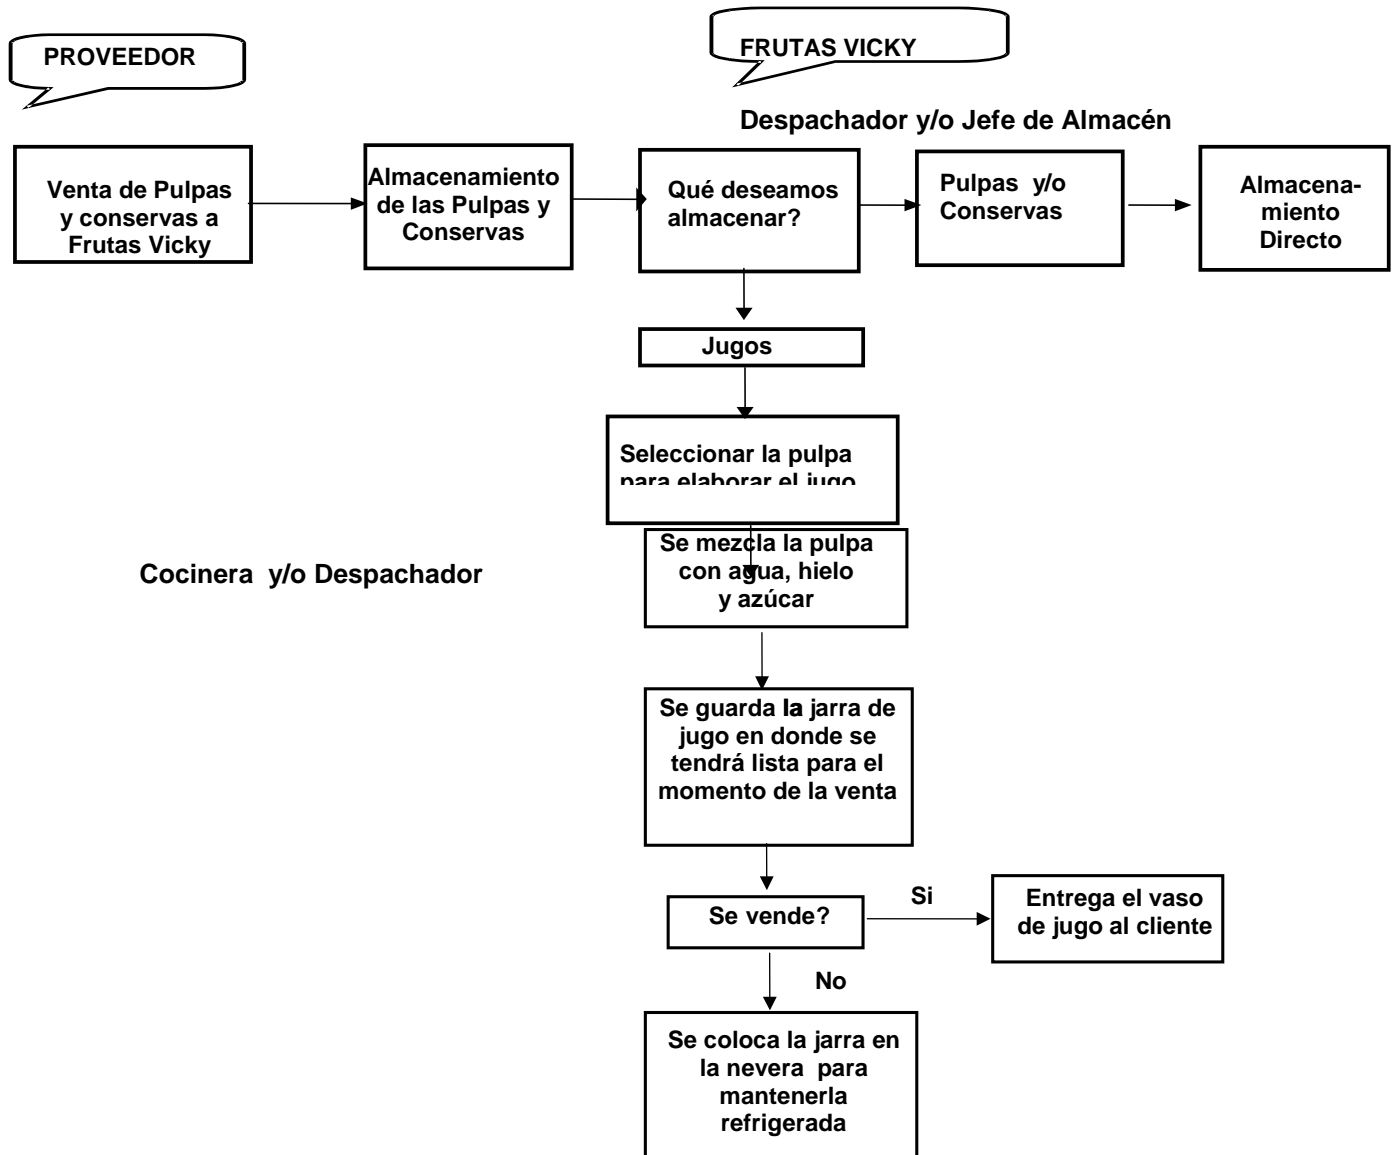 PROVEEDOR
FRUTAS VICKY
Despachador y/o Jefe de Almacén
Venta de Pulpas
y conservas a
Frutas Vicky
Almacenamiento
de las Pulpas y
Conservas
Qué deseamos
almacenar?
Pulpas y/o
Conservas
Almacena-
miento
Directo
Jugos
Seleccionar la pulpa
para elaborar el jugo
Cocinera y/o Despachador
Se mezcla la pulpa
con agua, hielo
y azúcar
Se guarda la jarra de
jugo en donde se
tendrá lista para el
momento de la venta
Se vende?
Si
Entrega el vaso
de jugo al cliente
No
Se coloca la jarra en
la nevera para
mantenerla
refrigerada